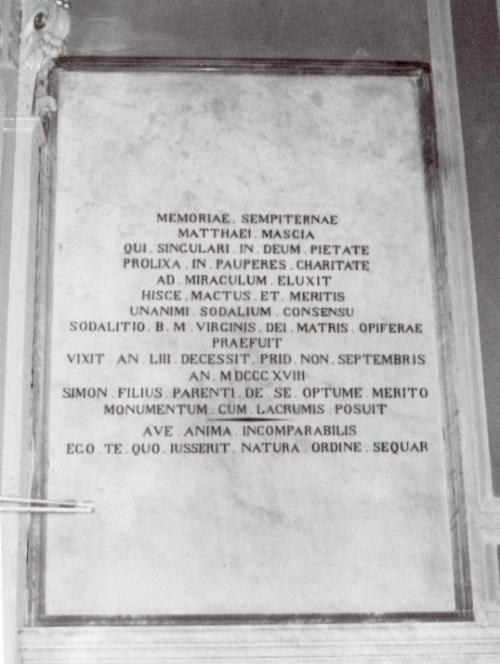 MEMORIAE . SEMPITERNAE
MATTHAEI . MASCIA
QUI . SINGULARI . IN . DEUM . PIETATE
PROLIXA . IN . PAUPERES . CHARITATE
AD . MIRACULUM . ELUXIT
HISCE . MACTUS . ET . MERITIS
UNANIMI . SODALIUM . CONSENSU
SODALITIO . B . M . VIRGINIS . DEI . MATRIS . OPIFERAE
PRAEFUIT
VIXIT . AN . LIII . DECESSIT . PRID . NON . SEPTEMBRIS
AN . MDCCCXVIII
SIMON . FILIUS . PARENTI . DE . SE . OPTUME . MERITO
MONUMENTUM . CUM . LACRUMIS . POSUIT
AVE . ANIMA . INCOMPARABILIS
EGO . TE . QUO . IUSSERIT . NATURA . ORDINE . SEQUAR